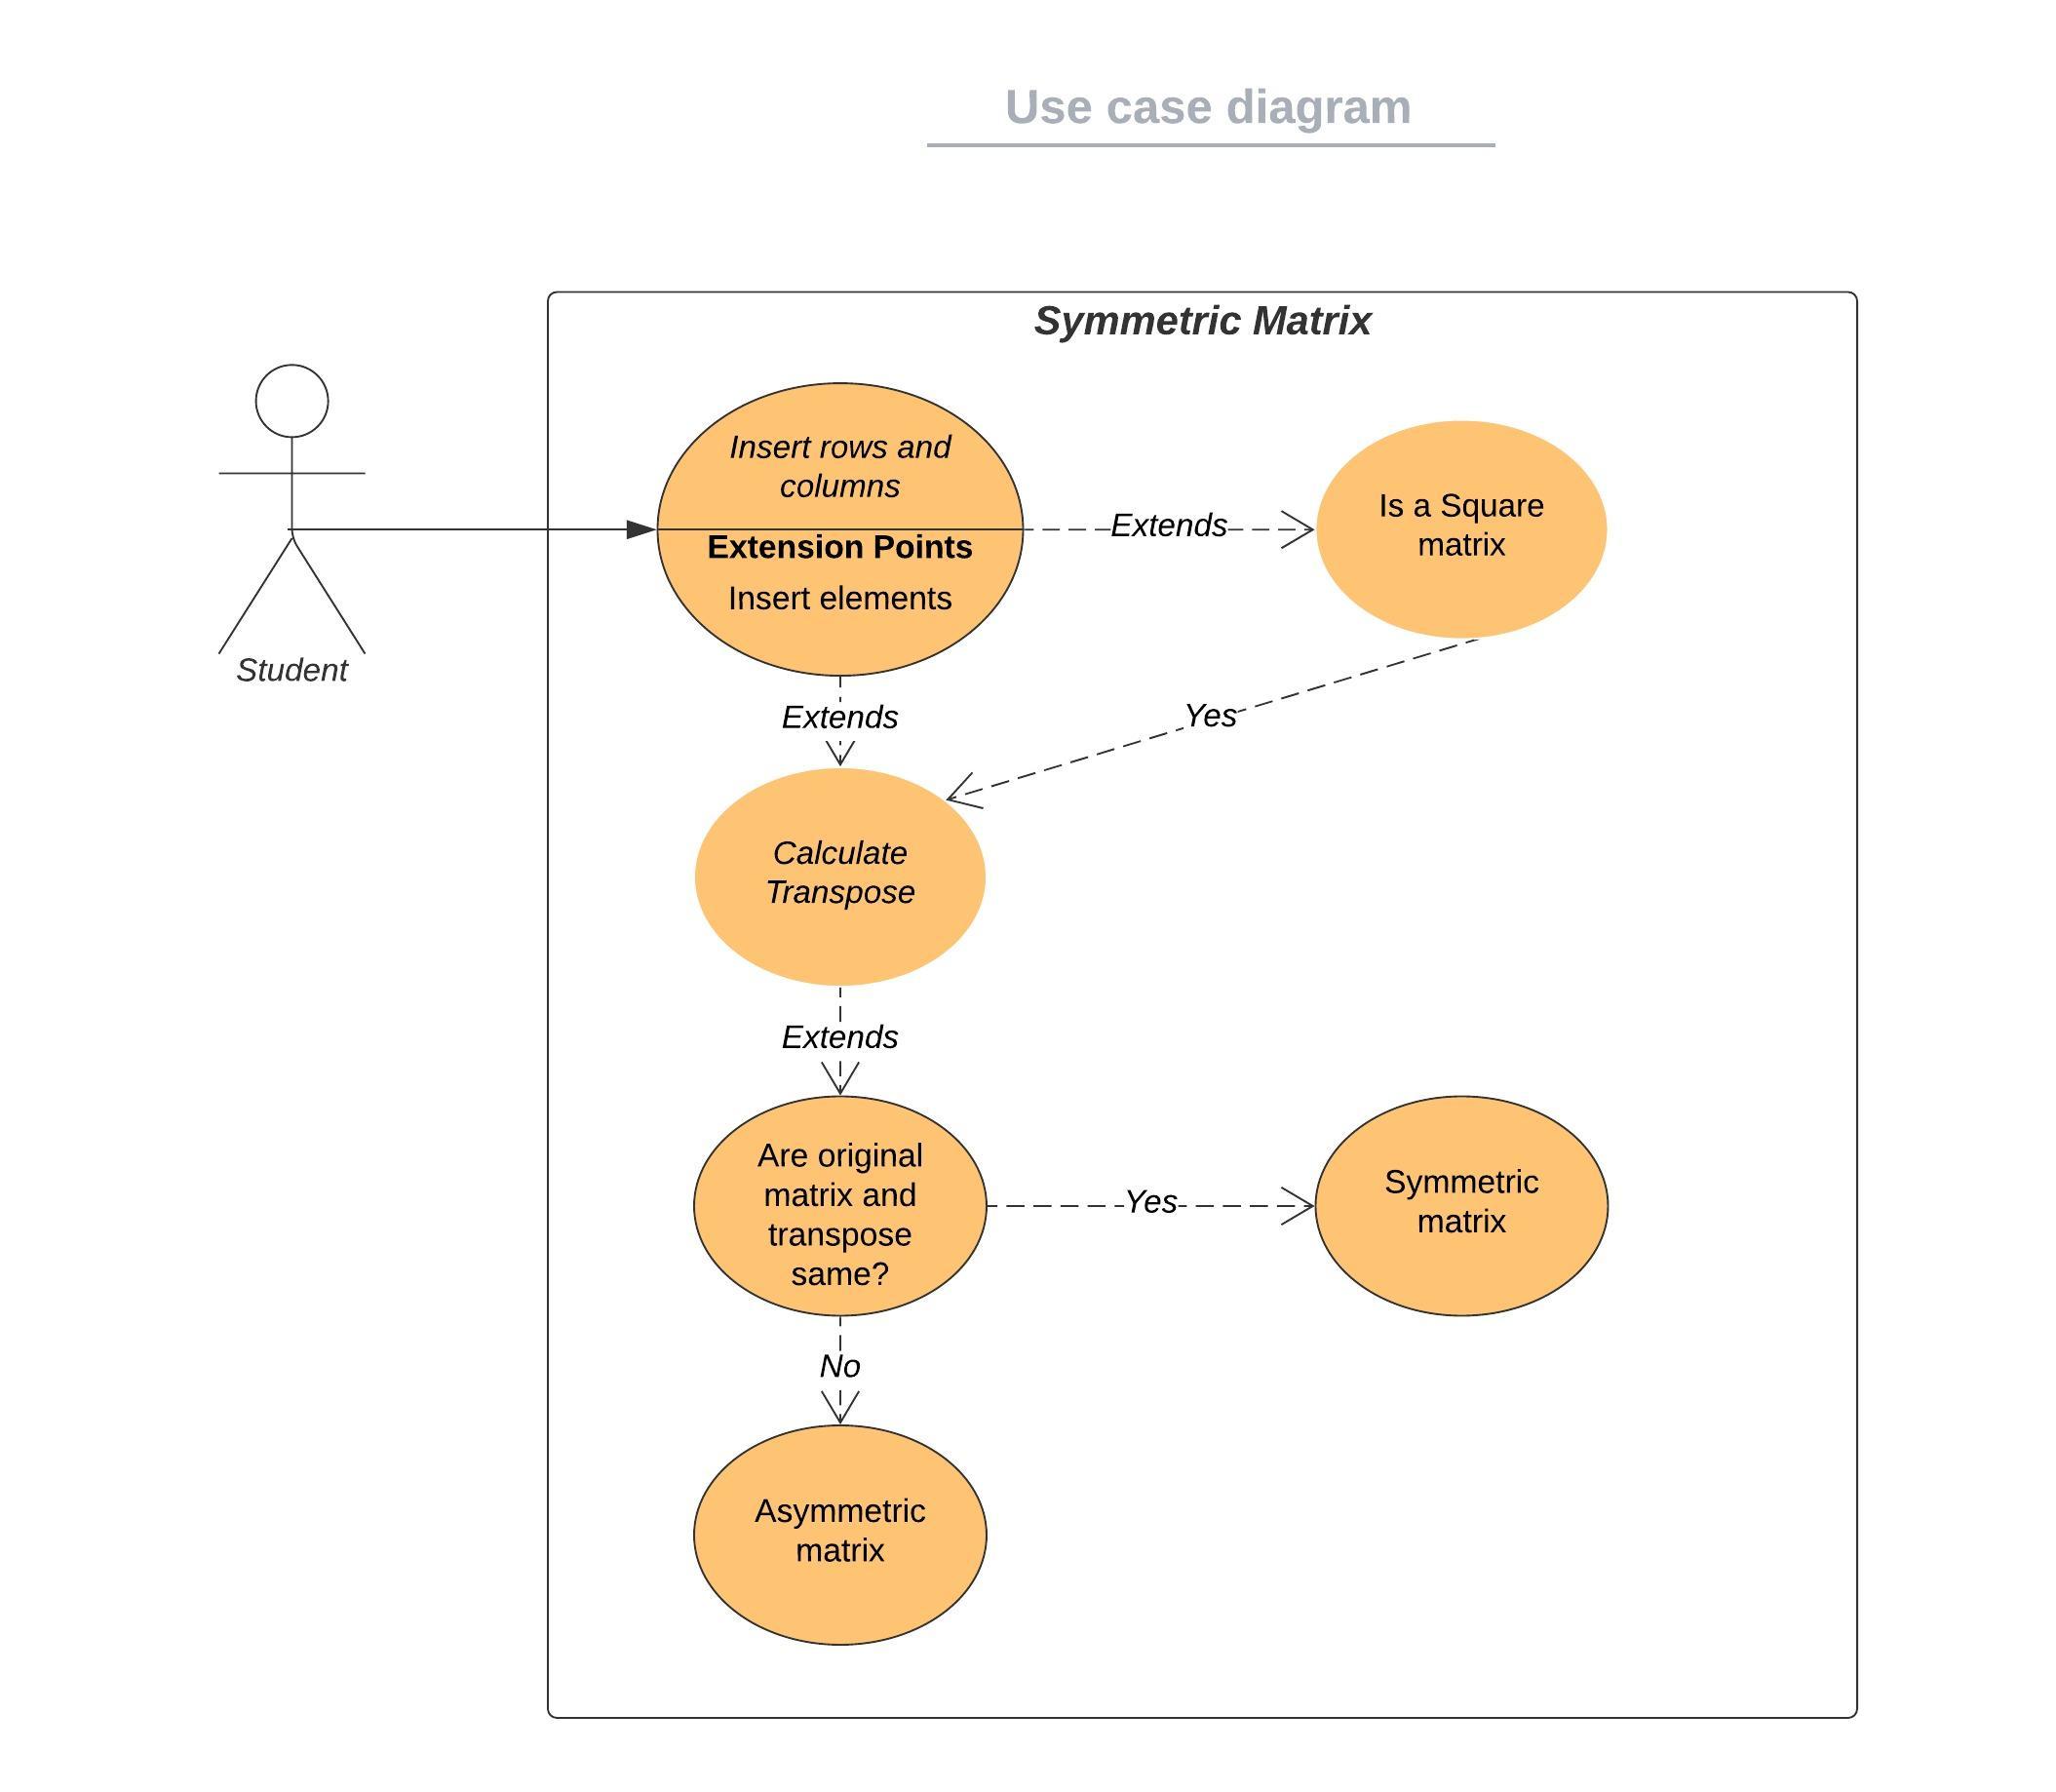 Use case diagram
Symmetric Matrix
Insert rows and
columns
Extension Points
Insert elements
Extends
Is a Square
matrix
Student
Extends
Yes
Calculate
Transpose
Extends
Are original
matrix and
transpose
same?
Yes
Symmetric
matrix
No
Asymmetric
matrix